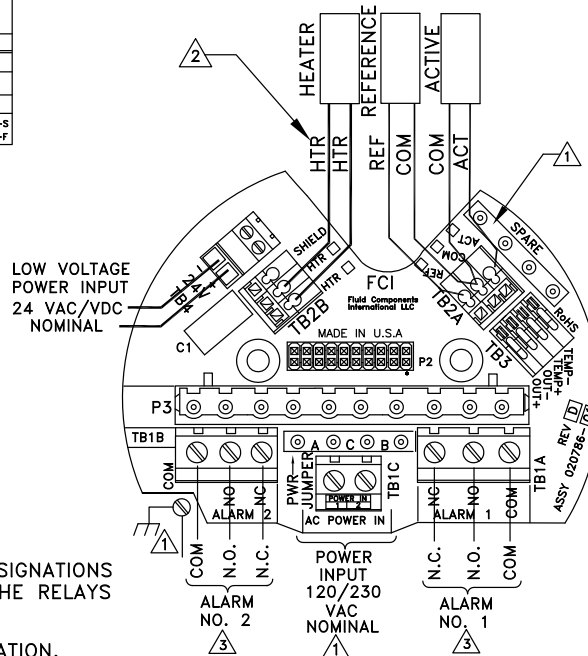 -S
-F
2
HEATER
REFERENCE
ACTIVE
HTR
HTR
REF
COM
COM
ACT
1
LOW VOLTAGE
POWER INPUT
24 VAC/VDC
NOMINAL
24V
- +
TB4
C1
SHIELD
HTR
HTR
TB2B
FCI
Fluid Components
International LLC
MADE IN U.S.A
P2
REF
COM
ACT
SPARE
TB2A
TB3
RoHS
TEMP-
TEMP+
OUT-
OUT+
REV D
ASSY 020786-
P3
TB1B
COM
NO
NC
ALARM 2
PWR
JUMPER
A C B
TB1C
POWER IN
1 2
AC POWER IN
NC
NO
COM
ALARM 1
TB1A
1
COM
N.O.
N.C.
ALARM
NO. 2
3
POWER
INPUT
120/230
VAC
NOMINAL
1
N.C.
N.O.
COM
ALARM
NO. 1
3
SIGNATIONS
HE RELAYS
ATION.